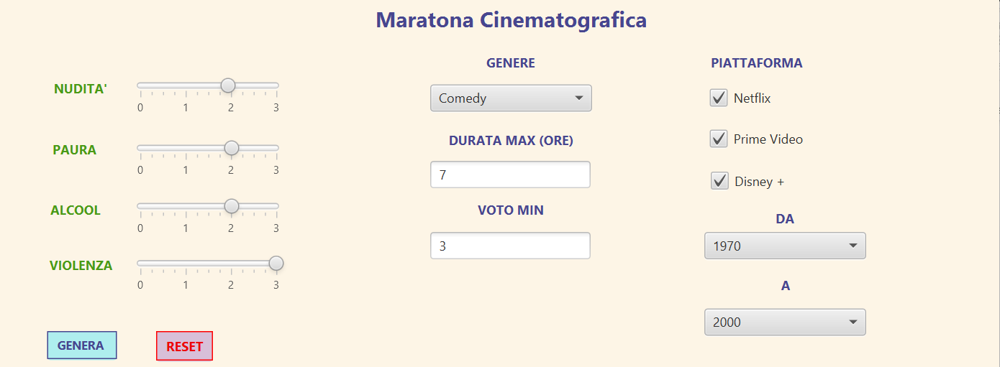 Maratona Cinematografica
NUDITA'
0 1 2 3
PAURA
0 1 2 3
ALCOOL
0 1 2 3
VIOLENZA
0 1 2 3
GENERA RESET
GENERE
Comedy
DURATA MAX (ORE)
7
VOTO MIN
3
PIATTAFORMA
Netflix
Prime Video
Disney +
DA
1970
A
2000